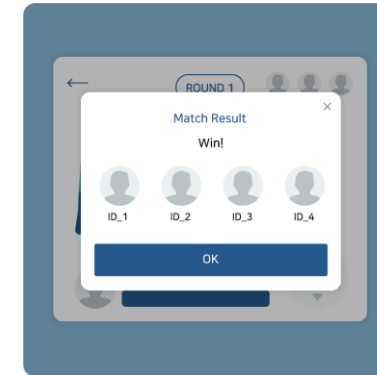 ROUND 1
Match Result
Win!
ID_1 ID_2 ID_3 ID_4
OK